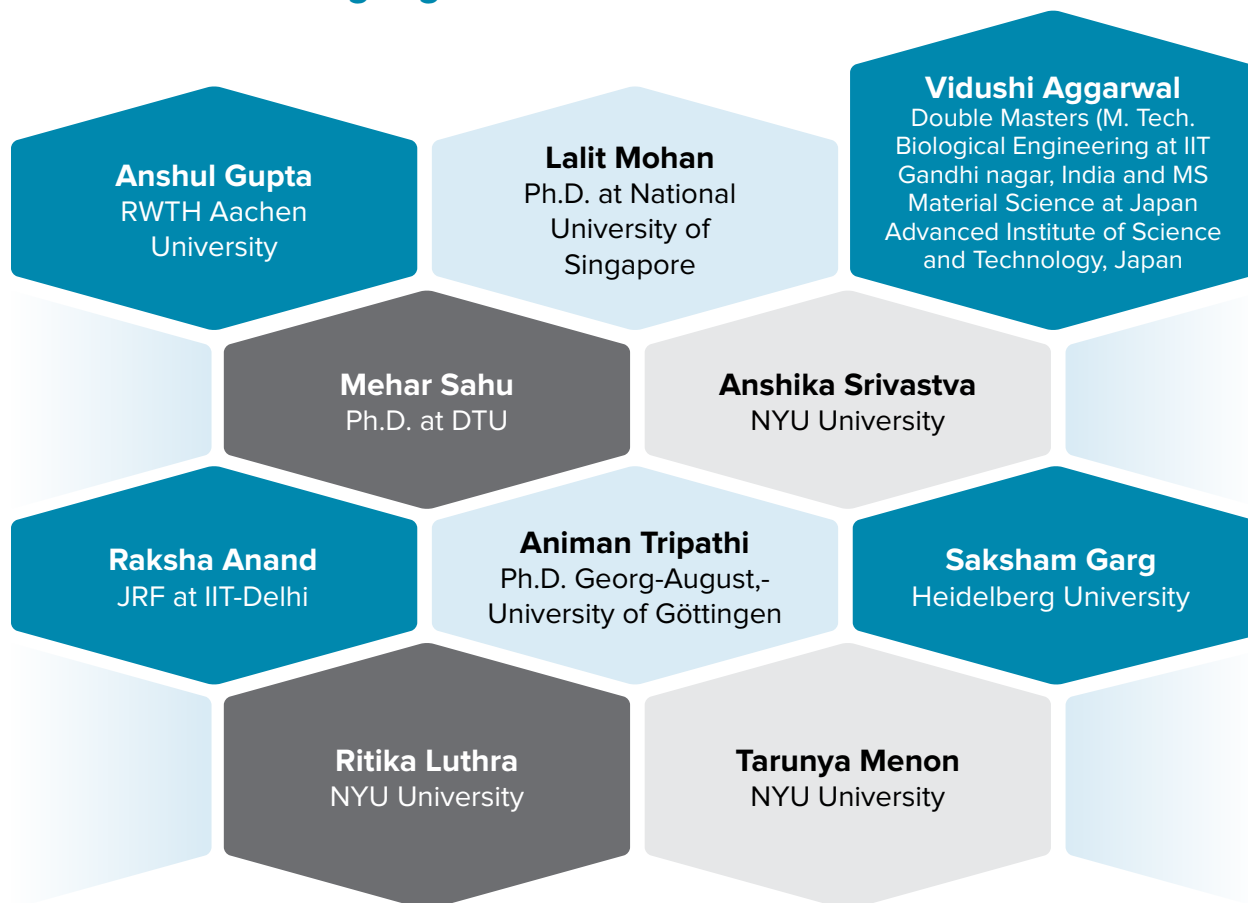 Anshul Gupta
RWTH Aachen
University
Lalit Mohan
Ph.D. at National
University of
Singapore
Vidushi Aggarwal
Double Masters (M. Tech.
Biological Engineering at IIT
Gandhi nagar, India and MS
Material Science at Japan
Advanced Institute of Science
and Technology, Japan
Mehar Sahu
Ph.D. at DTU
Anshika Srivastva
NYU University
Raksha Anand
JRF at IIT-Delhi
Animan Tripathi
Ph.D. Georg-August,-
University of Göttingen
Saksham Garg
Heidelberg University
Ritika Luthra
NYU University
Tarunya Menon
NYU University